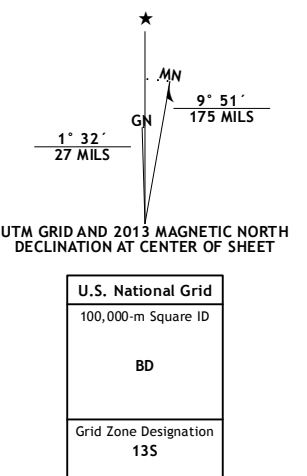 ★
MN
GN
9° 51´
175 MILS
1° 32´
27 MILS
UTM GRID AND 2013 MAGNETIC NORTH
DECLINATION AT CENTER OF SHEET
U.S. National Grid
100,000-m Square ID
BD
Grid Zone Designation
13S